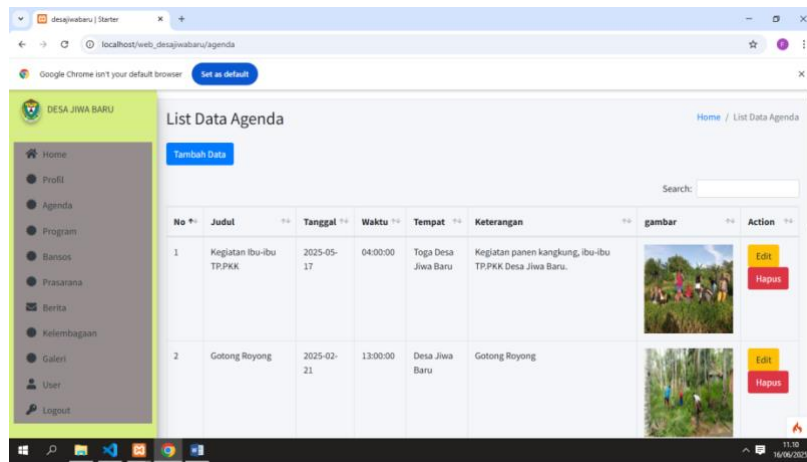 desajiwabaru | Starter
localhost/web_desajiwabaru/agenda
Google Chrome isn't your default browser Set as default
DESA JIWA BARU
Home
Profil
Agenda
Program
Bansos
Prasarana
Berita
Kelembagaan
Galeri
User
Logout
List Data Agenda
Home / List Data Agenda
Tambah Data
Search:
No Judul Tanggal Waktu Tempat Keterangan gambar Action
1 Kegiatan Ibu-ibu 2025-05- 04:00:00 Toga Desa Kegiatan panen kangkung, ibu-ibu Edit
TP.PKK 17 Jiwa Baru TP.PKK Desa Jiwa Baru. Hapus
2 Gotong Royong 2025-02- 13:00:00 Desa Jiwa Gotong Royong Edit
21 Baru Hapus
11.10
16/06/2025